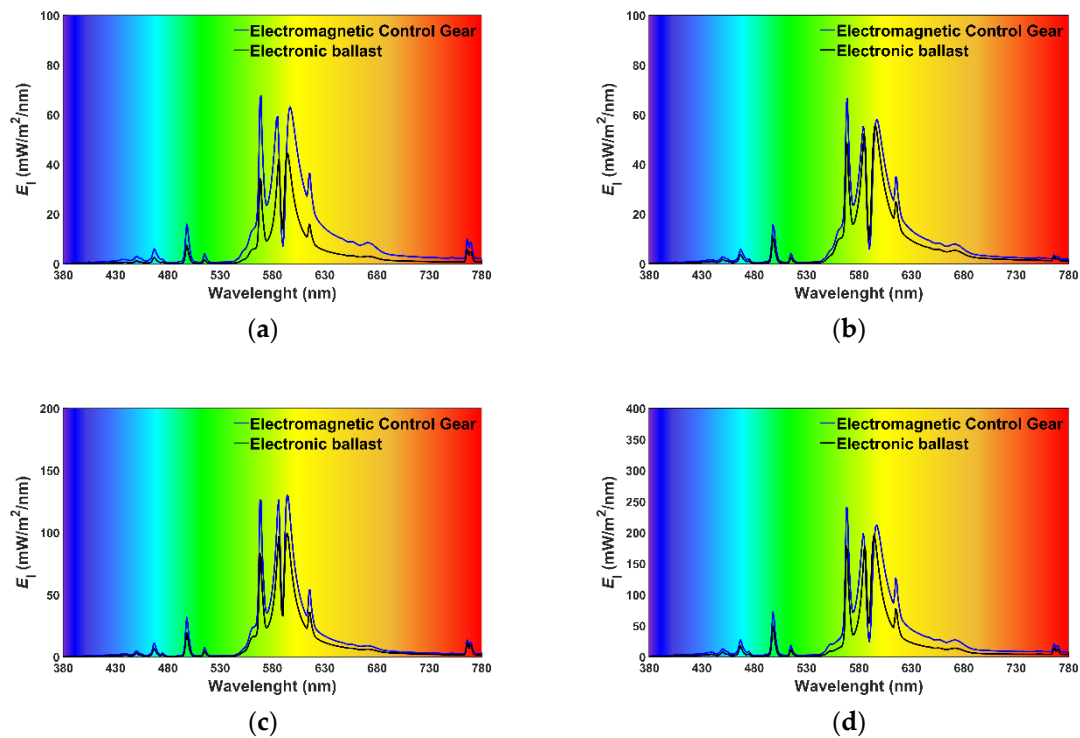 100
80
60
40
20
0
E_l (mW/m²/nm)
Electromagnetic Control Gear
Electronic ballast
380 430 480 530 580 630 680 730 780
Wavelenght (nm)
(a)
100
80
60
40
20
0
E_l (mW/m²/nm)
Electromagnetic Control Gear
Electronic ballast
380 430 480 530 580 630 680 730 780
Wavelenght (nm)
(b)
200
150
100
50
0
E_l (mW/m²/nm)
Electromagnetic Control Gear
Electronic ballast
380 430 480 530 580 630 680 730 780
Wavelenght (nm)
(c)
400
350
300
250
200
150
100
50
0
E_l (mW/m²/nm)
Electromagnetic Control Gear
Electronic ballast
380 430 480 530 580 630 680 730 780
Wavelenght (nm)
(d)